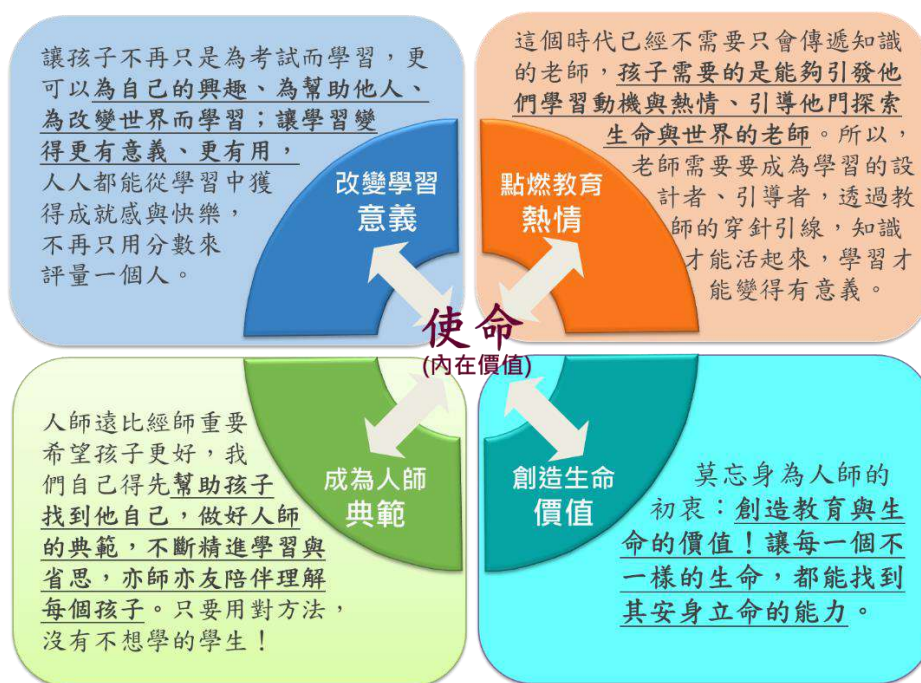 讓孩子不再只是為考試而學習，更
可以為自己的興趣、為幫助他人、
為改變世界而學習；讓學習變
得更有意義、更有用，
人人都能從學習中獲
得成就感與快樂，
不再只用分數來
評量一個人。
改變學習
意義
這個時代已經不需要只會傳遞知識
的老師，孩子需要的是能夠引發他
們學習動機與熱情、引導他門探索
生命與世界的老師。所以，
老師需要要成為學習的設
計者、引導者，透過教
師的穿針引線，知識
才能活起來，學習才
能變得有意義。
點燃教育
熱情
使命
(內在價值)
人師遠比經師重要
希望孩子更好，我
們自己得先幫助孩子
找到他自己，做好人師
的典範，不斷精進學習與
省思，亦師亦友陪伴理解
每個孩子。只要用對方法，
沒有不想學的學生！
成為人師
典範
創造生命
價值
莫忘身為人師的
初衷：創造教育與生
命的價值！讓每一個不
一樣的生命，都能找到
其安身立命的能力。